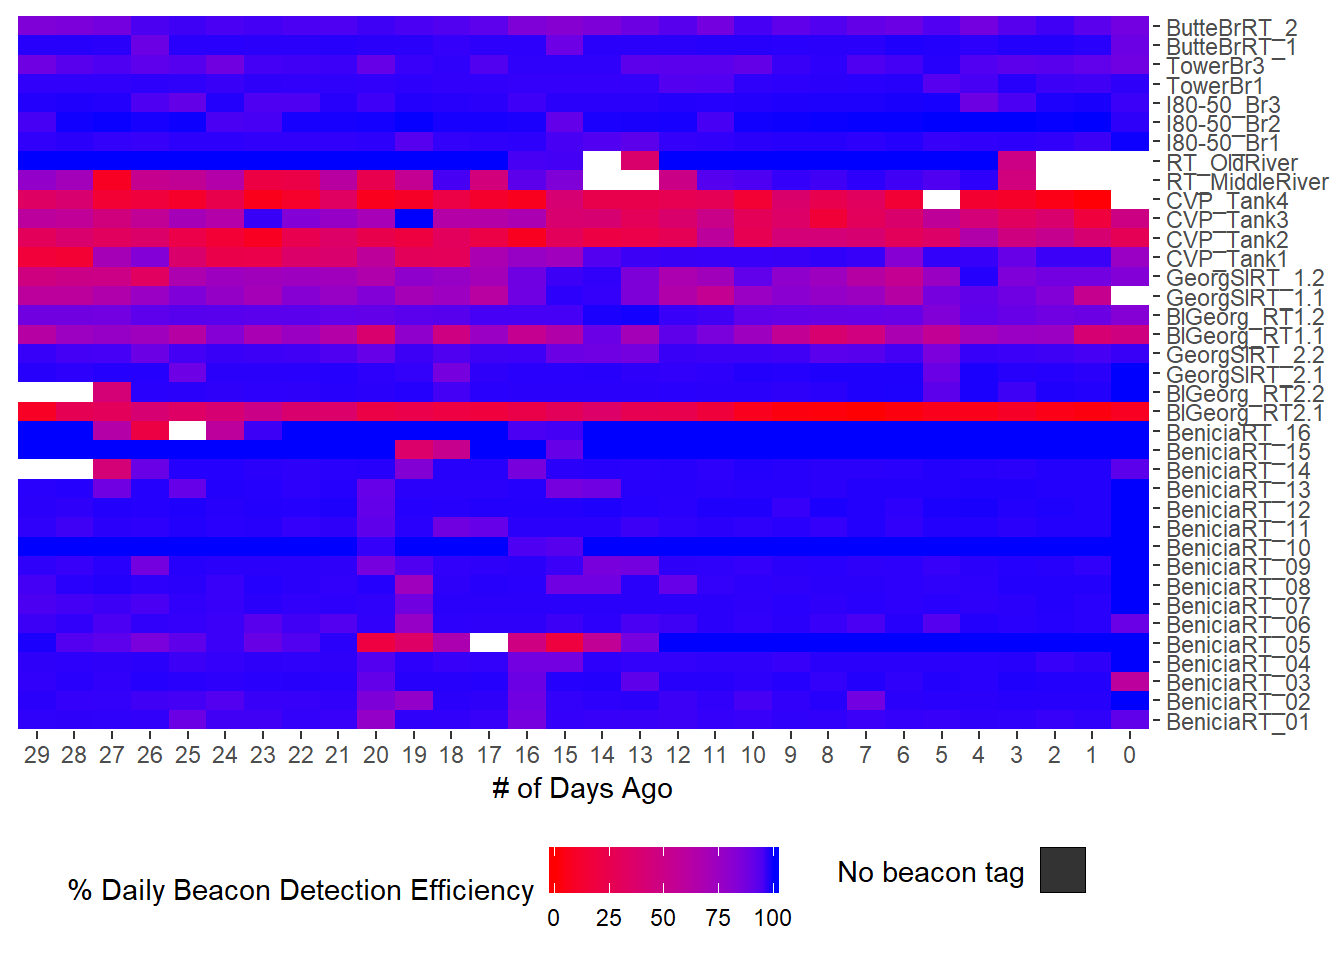 ButteBrRT_2
ButteBrRT_1
TowerBr3
TowerBr1
I80-50_Br3
I80-50_Br2
I80-50_Br1
RT_OldRiver
RT_MiddleRiver
CVP_Tank4
CVP_Tank3
CVP_Tank2
CVP_Tank1
GeorgSlRT_1.2
GeorgSlRT_1.1
BlGeorg_RT1.2
BlGeorg_RT1.1
GeorgSlRT_2.2
GeorgSlRT_2.1
BlGeorg_RT2.2
BlGeorg_RT2.1
BeniciaRT_16
BeniciaRT_15
BeniciaRT_14
BeniciaRT_13
BeniciaRT_12
BeniciaRT_11
BeniciaRT_10
BeniciaRT_09
BeniciaRT_08
BeniciaRT_07
BeniciaRT_06
BeniciaRT_05
BeniciaRT_04
BeniciaRT_03
BeniciaRT_02
BeniciaRT_01
29 28 27 26 25 24 23 22 21 20 19 18 17 16 15 14 13 12 11 10 9 8 7 6 5 4 3 2 1 0
# of Days Ago
% Daily Beacon Detection Efficiency
0 25 50 75 100
No beacon tag